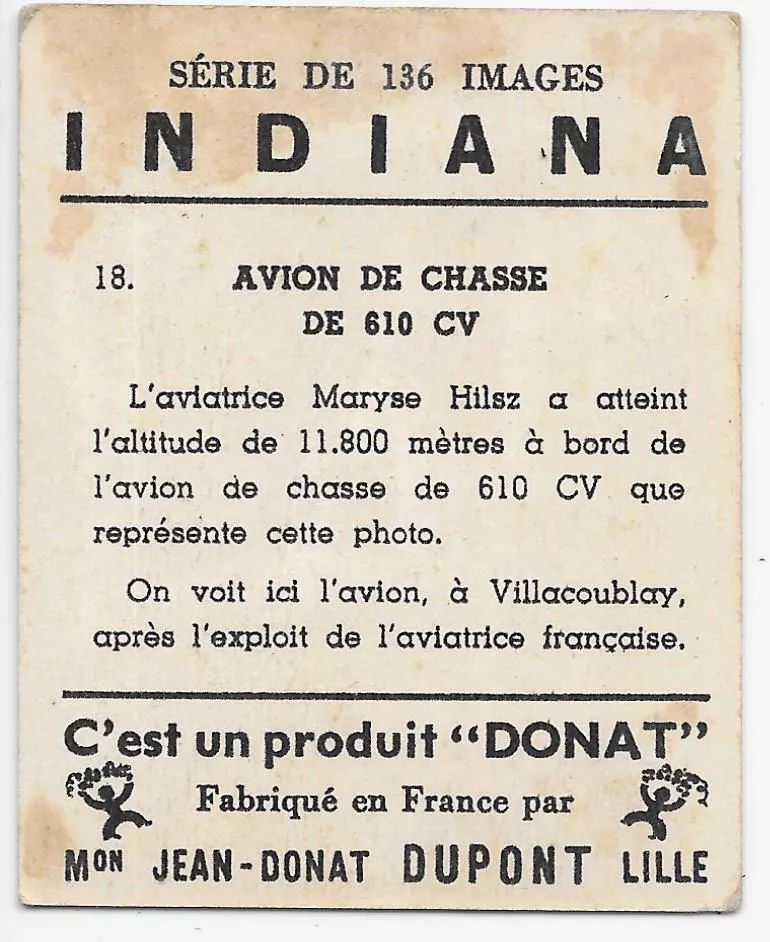 SÉRIE DE 136 IMAGES
INDIANA
18. AVION DE CHASSE
DE 610 CV
L'aviatrice Maryse Hilsz a atteint
l'altitude de 11.800 mètres à bord de
l'avion de chasse de 610 CV que
représente cette photo.
On voit ici l'avion, à Villacoublay,
après l'exploit de l'aviatrice française.
C'est un produit “DONAT”
Fabriqué en France par
MON JEAN-DONAT DUPONT LILLE